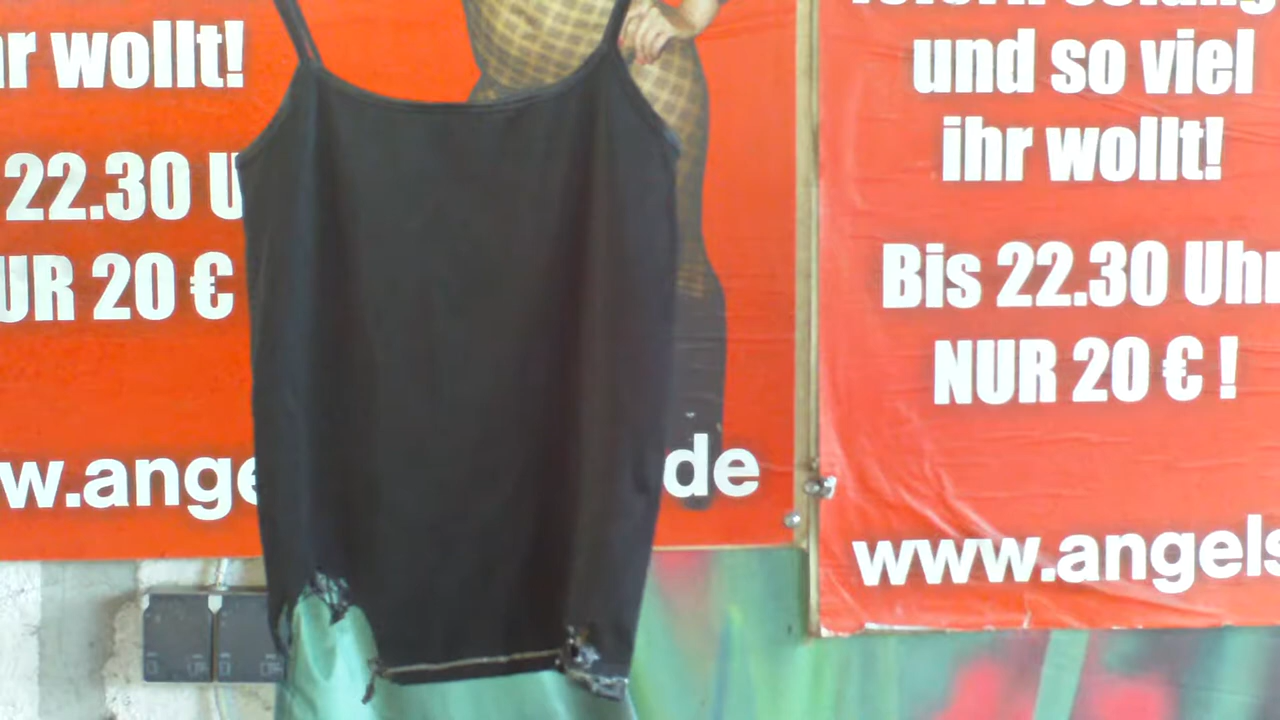 hr wollt!
22.30 U
UR 20 €
w.ange
de
und so viel
ihr wollt!
Bis 22.30 Uhr
NUR 20 € !
www.angels